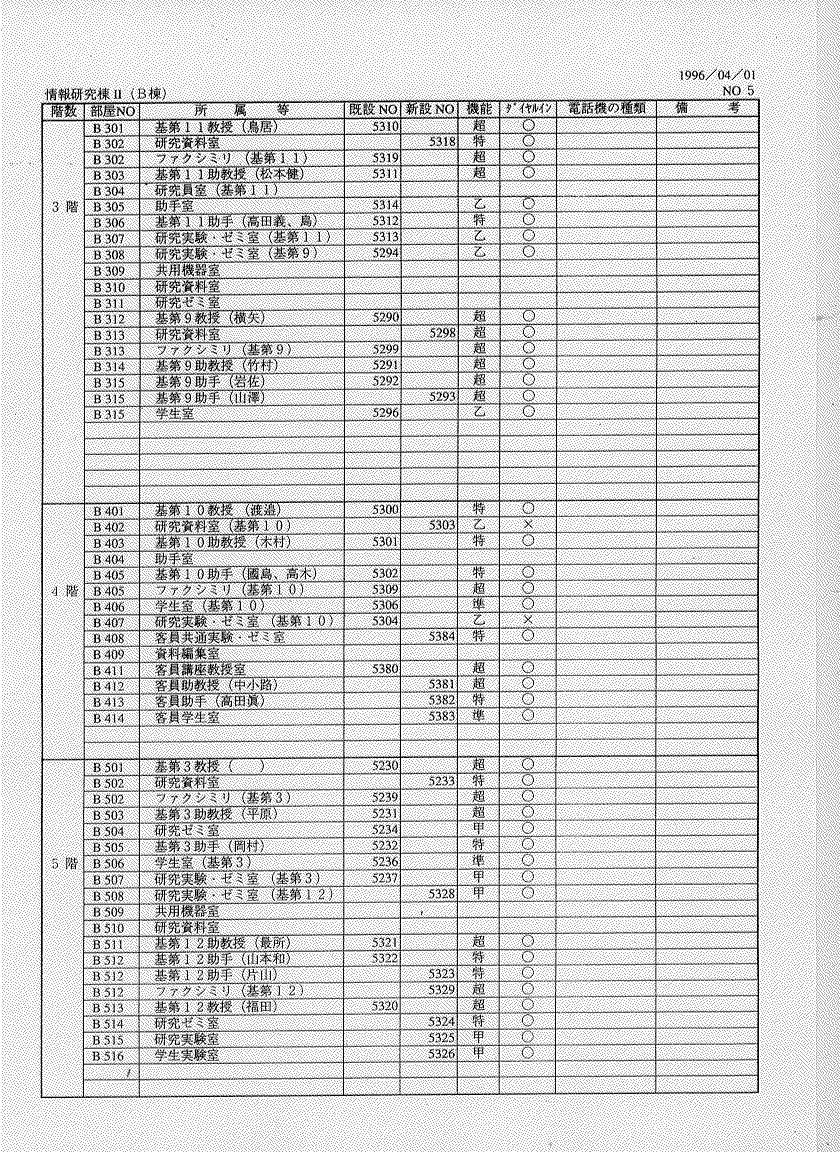 1996／04／01
情報研究棟Ⅱ（B棟） NO 5
階数 部屋NO 所 属 等 既設 NO 新設 NO 機能 ﾀﾞｲﾔﾙｲﾝ 電話機の種類 備 考
B 301 基第１１教授（鳥居） 5310 超 ○
B 302 研究資料室 5318 特 ○
B 302 ファクシミリ（基第１１） 5319 超 ○
B 303 基第１１助教授（松本健） 5311 超 ○
B 304 研究員室（基第１１）
3 階 B 305 助手室 5314 乙 ○
B 306 基第１１助手（高田義、島） 5312 特 ○
B 307 研究実験・ゼミ室（基第１１） 5313 乙 ○
B 308 研究実験・ゼミ室（基第９） 5294 乙 ○
B 309 共用機器室
B 310 研究資料室
B 311 研究ゼミ室
B 312 基第９教授（横矢） 5290 超 ○
B 313 研究資料室 5298 超 ○
B 313 ファクシミリ（基第９） 5299 超 ○
B 314 基第９助教授（竹村） 5291 超 ○
B 315 基第９助手（岩佐） 5292 超 ○
B 315 基第９助手（山澤） 5293 超 ○
B 315 学生室 5296 乙 ○
B 401 基第１０教授（渡邉） 5300 特 ○
B 402 研究資料室（基第１０） 5303 乙 ×
B 403 基第１０助教授（木村） 5301 特 ○
B 404 助手室
B 405 基第１０助手（國島、高木） 5302 特 ○
4 階 B 405 ファクシミリ（基第１０） 5309 超 ○
B 406 学生室（基第１０） 5306 準 ○
B 407 研究実験・ゼミ室（基第１０） 5304 乙 ×
B 408 客員共通実験・ゼミ室 5384 特 ○
B 409 資料編集室
B 411 客員講座教授室 5380 超 ○
B 412 客員助教授（中小路） 5381 超 ○
B 413 客員助手（高田眞） 5382 特 ○
B 414 客員学生室 5383 準 ○
B 501 基第３教授（　　） 5230 超 ○
B 502 研究資料室 5233 特 ○
B 502 ファクシミリ（基第３） 5239 超 ○
B 503 基第３助教授（平原） 5231 超 ○
B 504 研究ゼミ室 5234 甲 ○
B 505 基第３助手（岡村） 5232 特 ○
5 階 B 506 学生室（基第３） 5236 準 ○
B 507 研究実験・ゼミ室（基第３） 5237 甲 ○
B 508 研究実験・ゼミ室（基第１２） 5328 甲 ○
B 509 共用機器室
B 510 研究資料室
B 511 基第１２助教授（最所） 5321 超 ○
B 512 基第１２助手（山本和） 5322 特 ○
B 512 基第１２助手（片山） 5323 特 ○
B 512 ファクシミリ（基第１２） 5329 超 ○
B 513 基第１２教授（福田） 5320 超 ○
B 514 研究ゼミ室 5324 特 ○
B 515 研究実験室 5325 甲 ○
B 516 学生実験室 5326 甲 ○